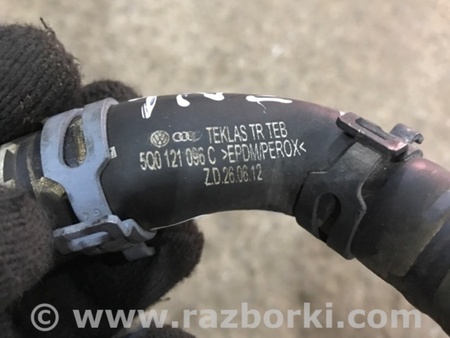 TEKLAS TR TEB
5Q0 121 096 C >EPDM/PEROX<
Z.D.26.06.12
© www.razborki.com